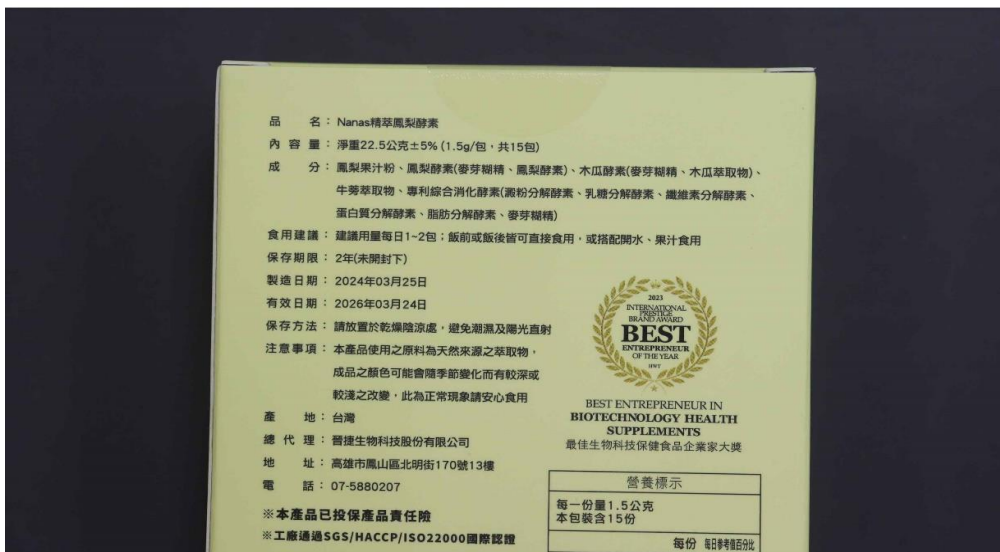 品名：Nanas精萃鳳梨酵素
內容量：淨重22.5公克±5% (1.5g/包，共15包)
成分：鳳梨果汁粉、鳳梨酵素(麥芽糊精、鳳梨酵素)、木瓜酵素(麥芽糊精、木瓜萃取物)、
牛蒡萃取物、專利綜合消化酵素(澱粉分解酵素、乳糖分解酵素、纖維素分解酵素、
蛋白質分解酵素、脂肪分解酵素、麥芽糊精)
食用建議：建議用量每日1~2包；飯前或飯後皆可直接食用，或搭配開水、果汁食用
保存期限：2年(未開封下)
製造日期：2024年03月25日
有效日期：2026年03月24日
保存方法：請放置於乾燥陰涼處，避免潮濕及陽光直射
注意事項：本產品使用之原料為天然來源之萃取物，
成品之顏色可能會隨季節變化而有較深或
較淺之改變，此為正常現象請安心食用
產地：台灣
總代理：晉捷生物科技股份有限公司
地址：高雄市鳳山區北明街170號13樓
電話：07-5880207
※本產品已投保產品責任險
※工廠通過SGS/HACCP/ISO22000國際認證
2023
INTERNATIONAL
PRESTIGE
BRAND AWARD
BEST
ENTREPRENEUR
OF THE YEAR
BEST ENTREPRENEUR IN
BIOTECHNOLOGY HEALTH
SUPPLEMENTS
最佳生物科技保健食品企業家大獎
營養標示
每一份量1.5公克
本包裝含15份
每份 每日參考值百分比